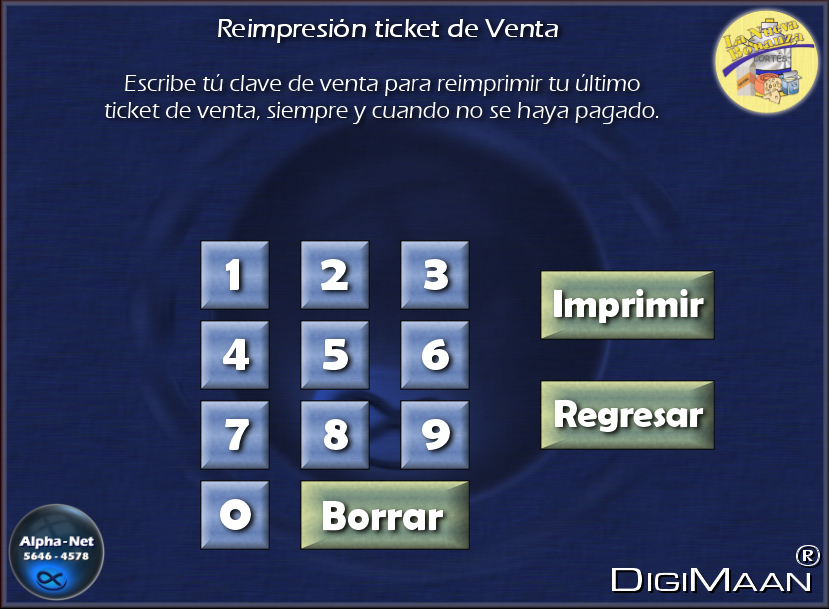 Reimpresión ticket de Venta
La Nueva
Bonanza
CORTES
Escribe tú clave de venta para reimprimir tu último
ticket de venta, siempre y cuando no se haya pagado.
1 2 3
Imprimir
4 5 6
Regresar
7 8 9
0 Borrar
Alpha-Net
5646 - 4578
DIGIMAAN ®